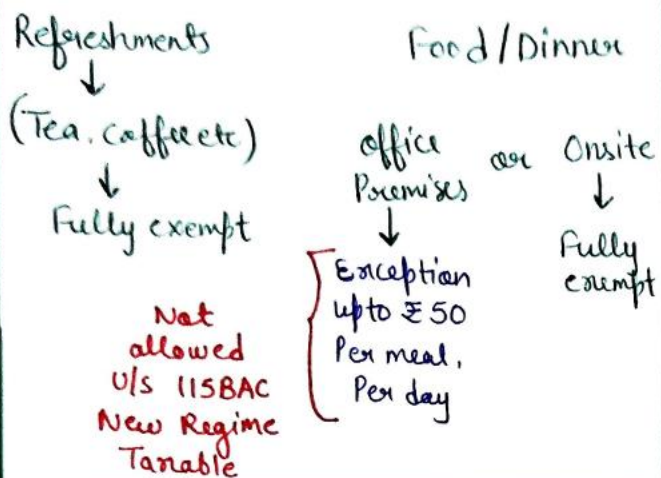 Refreshments
(Tea, Coffee etc)
Fully exempt
Food/Dinner
Office Premises or Onsite
Exception
upto ₹50
Per meal,
Per day
Fully
exempt
Not
allowed
U/s 115BAC
New Regime
Taxable